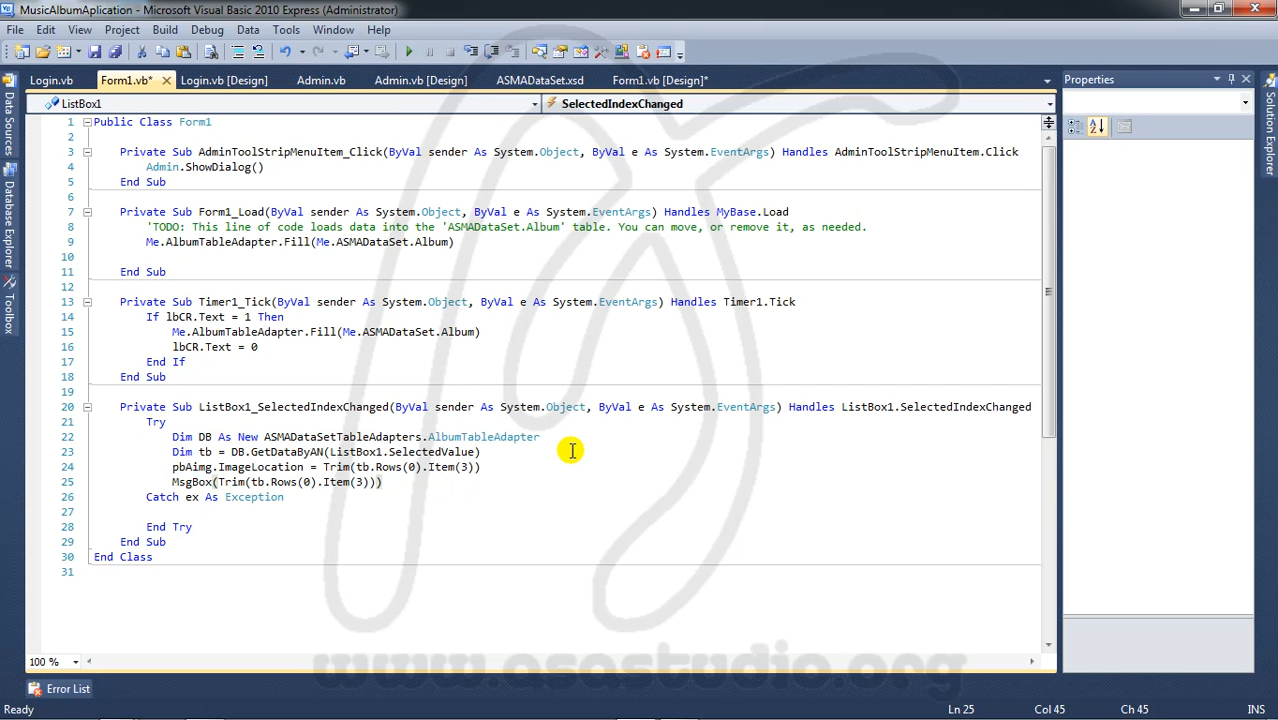 MusicAlbumAplication - Microsoft Visual Basic 2010 Express (Administrator)
File Edit View Project Build Debug Data Tools Window Help
Login.vb Form1.vb* Login.vb [Design] Admin.vb Admin.vb [Design] ASMADataSet.xsd Form1.vb [Design]* Properties
ListBox1 SelectedIndexChanged
Data Sources
Database Explorer
Toolbox
Solution Explorer
1 Public Class Form1
2
3 Private Sub AdminToolStripMenuItem_Click(ByVal sender As System.Object, ByVal e As System.EventArgs) Handles AdminToolStripMenuItem.Click
4 Admin.ShowDialog()
5 End Sub
6
7 Private Sub Form1_Load(ByVal sender As System.Object, ByVal e As System.EventArgs) Handles MyBase.Load
8 'TODO: This line of code loads data into the 'ASMADataSet.Album' table. You can move, or remove it, as needed.
9 Me.AlbumTableAdapter.Fill(Me.ASMADataSet.Album)
10
11 End Sub
12
13 Private Sub Timer1_Tick(ByVal sender As System.Object, ByVal e As System.EventArgs) Handles Timer1.Tick
14 If lbCR.Text = 1 Then
15 Me.AlbumTableAdapter.Fill(Me.ASMADataSet.Album)
16 lbCR.Text = 0
17 End If
18 End Sub
19
20 Private Sub ListBox1_SelectedIndexChanged(ByVal sender As System.Object, ByVal e As System.EventArgs) Handles ListBox1.SelectedIndexChanged
21 Try
22 Dim DB As New ASMADataSetTableAdapters.AlbumTableAdapter
23 Dim tb = DB.GetDataByAN(ListBox1.SelectedValue)
24 pbAimg.ImageLocation = Trim(tb.Rows(0).Item(3))
25 MsgBox(Trim(tb.Rows(0).Item(3)))
26 Catch ex As Exception
27
28 End Try
29 End Sub
30 End Class
31
100 %
www.asastudio.org
Error List
Ready Ln 25 Col 45 Ch 45 INS